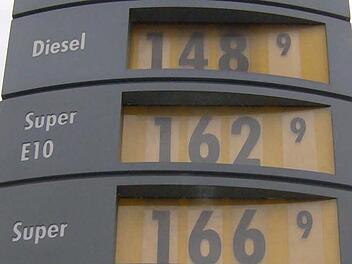 Diesel 148 9
Super
E10 162 9
Super 166 9